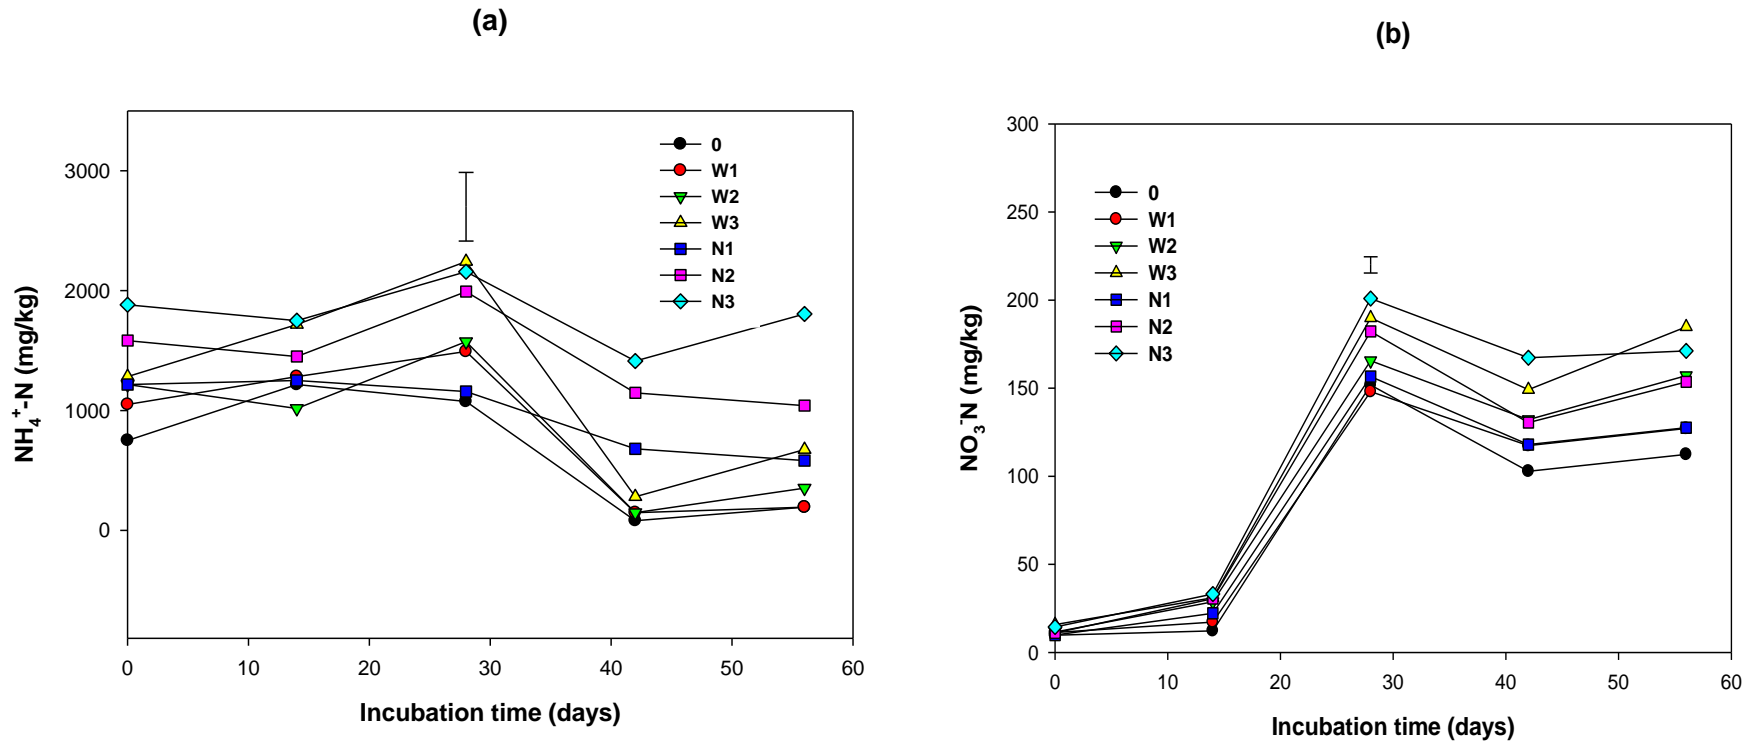 (a)
NH₄⁺-N (mg/kg)
3000
2000
1000
0
0
W1
W2
W3
N1
N2
N3
0 10 20 30 40 50 60
Incubation time (days)
(b)
NO₃⁻N (mg/kg)
300
250
200
150
100
50
0
0
W1
W2
W3
N1
N2
N3
0 10 20 30 40 50 60
Incubation time (days)